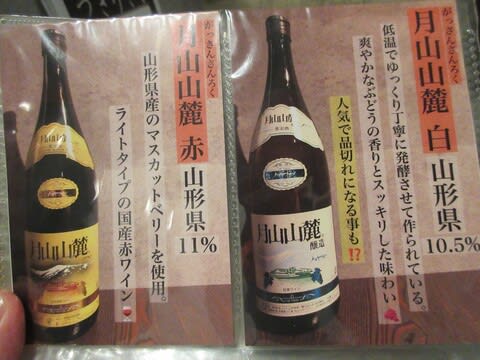 がっさんさんろく
月山山麓 白 山形県
10.5%
低温でゆっくり丁寧に発酵させて作られている。
爽やかなぶどうの香りとスッキリした味わい🍇
人気で品切れになる事も⁉
月山山麓
醸造
がっさんさんろく
月山山麓 赤 山形県
11%
山形県産のマスカットベリーを使用。
ライトタイプの国産赤ワイン🍷
月山山麓